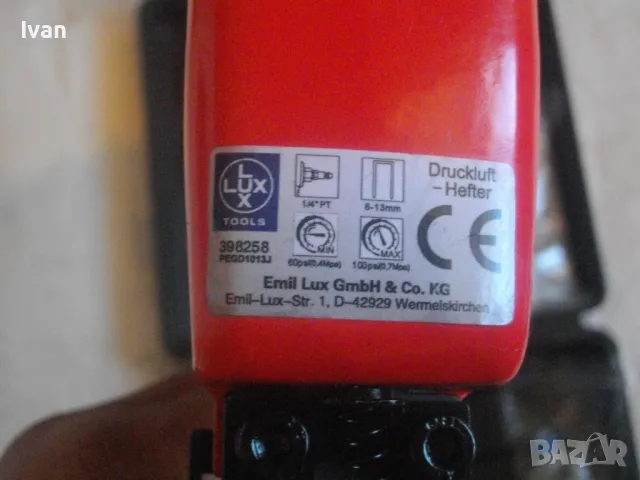 Ivan
L
LUX
X
TOOLS
398258
PEGD1013J
1/4" PT
6-13mm
MIN
60psi(0,4Mpa)
MAX
100psi(0,7Mpa)
Druckluft
-Hefter
CE
Emil Lux GmbH & Co. KG
Emil-Lux-Str. 1, D-42929 Wermelskirchen
BAZAR
bg